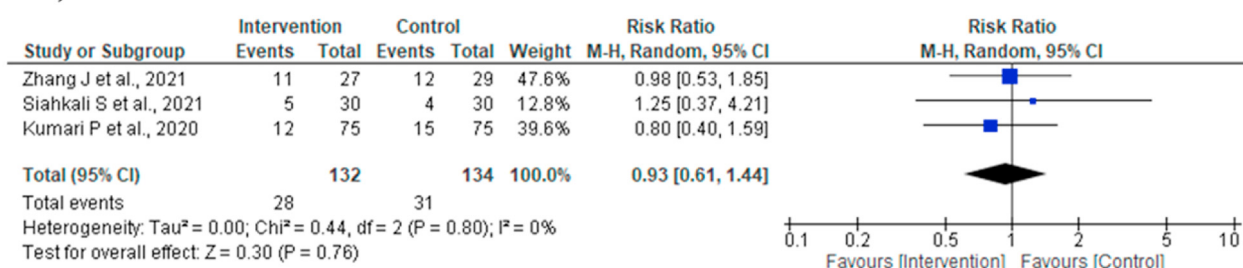 Intervention Control Risk Ratio Risk Ratio
Study or Subgroup Events Total Events Total Weight M-H, Random, 95% CI M-H, Random, 95% CI
Zhang J et al., 2021 11 27 12 29 47.6% 0.98 [0.53, 1.85]
Siahkali S et al., 2021 5 30 4 30 12.8% 1.25 [0.37, 4.21]
Kumari P et al., 2020 12 75 15 75 39.6% 0.80 [0.40, 1.59]
Total (95% CI) 132 134 100.0% 0.93 [0.61, 1.44]
Total events 28 31
Heterogeneity: Tau² = 0.00; Chi² = 0.44, df = 2 (P = 0.80); I² = 0%
Test for overall effect: Z = 0.30 (P = 0.76)
0.1 0.2 0.5 1 2 5 10
Favours [Intervention] Favours [Control]